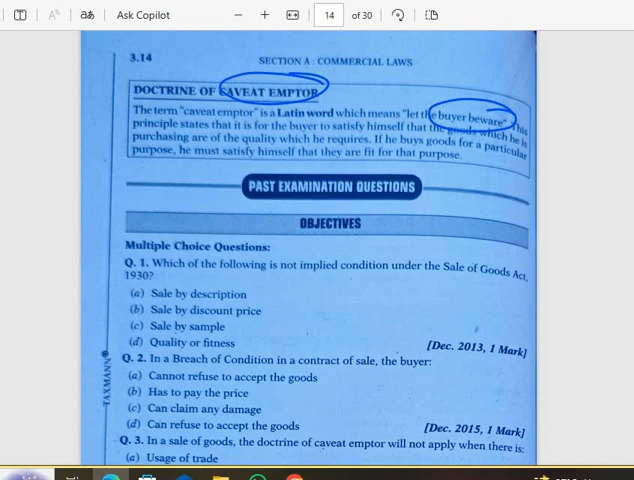 Ask Copilot
14 of 30
3.14
SECTION A : COMMERCIAL LAWS
DOCTRINE OF CAVEAT EMPTOR
The term "caveat emptor" is a Latin word which means "let the buyer beware". This
principle states that it is for the buyer to satisfy himself that the goods which he is
purchasing are of the quality which he requires. If he buys goods for a particular
purpose, he must satisfy himself that they are fit for that purpose.
PAST EXAMINATION QUESTIONS
OBJECTIVES
Multiple Choice Questions:
Q. 1. Which of the following is not implied condition under the Sale of Goods Act,
1930?
(a) Sale by description
(b) Sale by discount price
(c) Sale by sample
(d) Quality or fitness
[Dec. 2013, 1 Mark]
Q. 2. In a Breach of Condition in a contract of sale, the buyer:
(a) Cannot refuse to accept the goods
(b) Has to pay the price
(c) Can claim any damage
(d) Can refuse to accept the goods
[Dec. 2015, 1 Mark]
Q. 3. In a sale of goods, the doctrine of caveat emptor will not apply when there is:
(a) Usage of trade
TAXMANN®